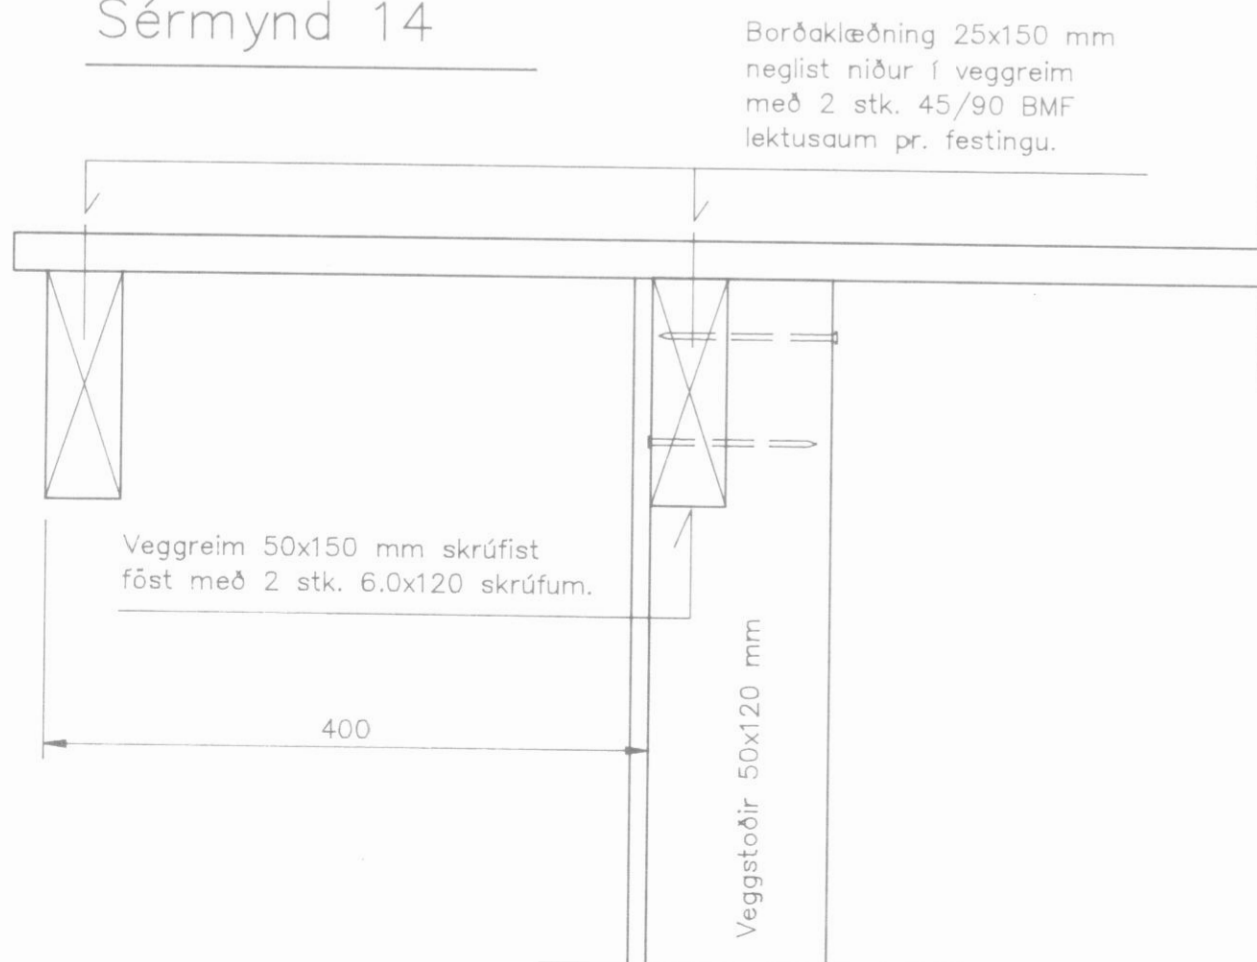 Sérmynd 14
Borðaklæðning 25x150 mm
neglist niður í veggreim
með 2 stk. 45/90 BMF
lektusaum pr. festingu.
Veggreim 50x150 mm skrúfist
föst með 2 stk. 6.0x120 skrúfum.
400
Veggstoðir 50x120 mm